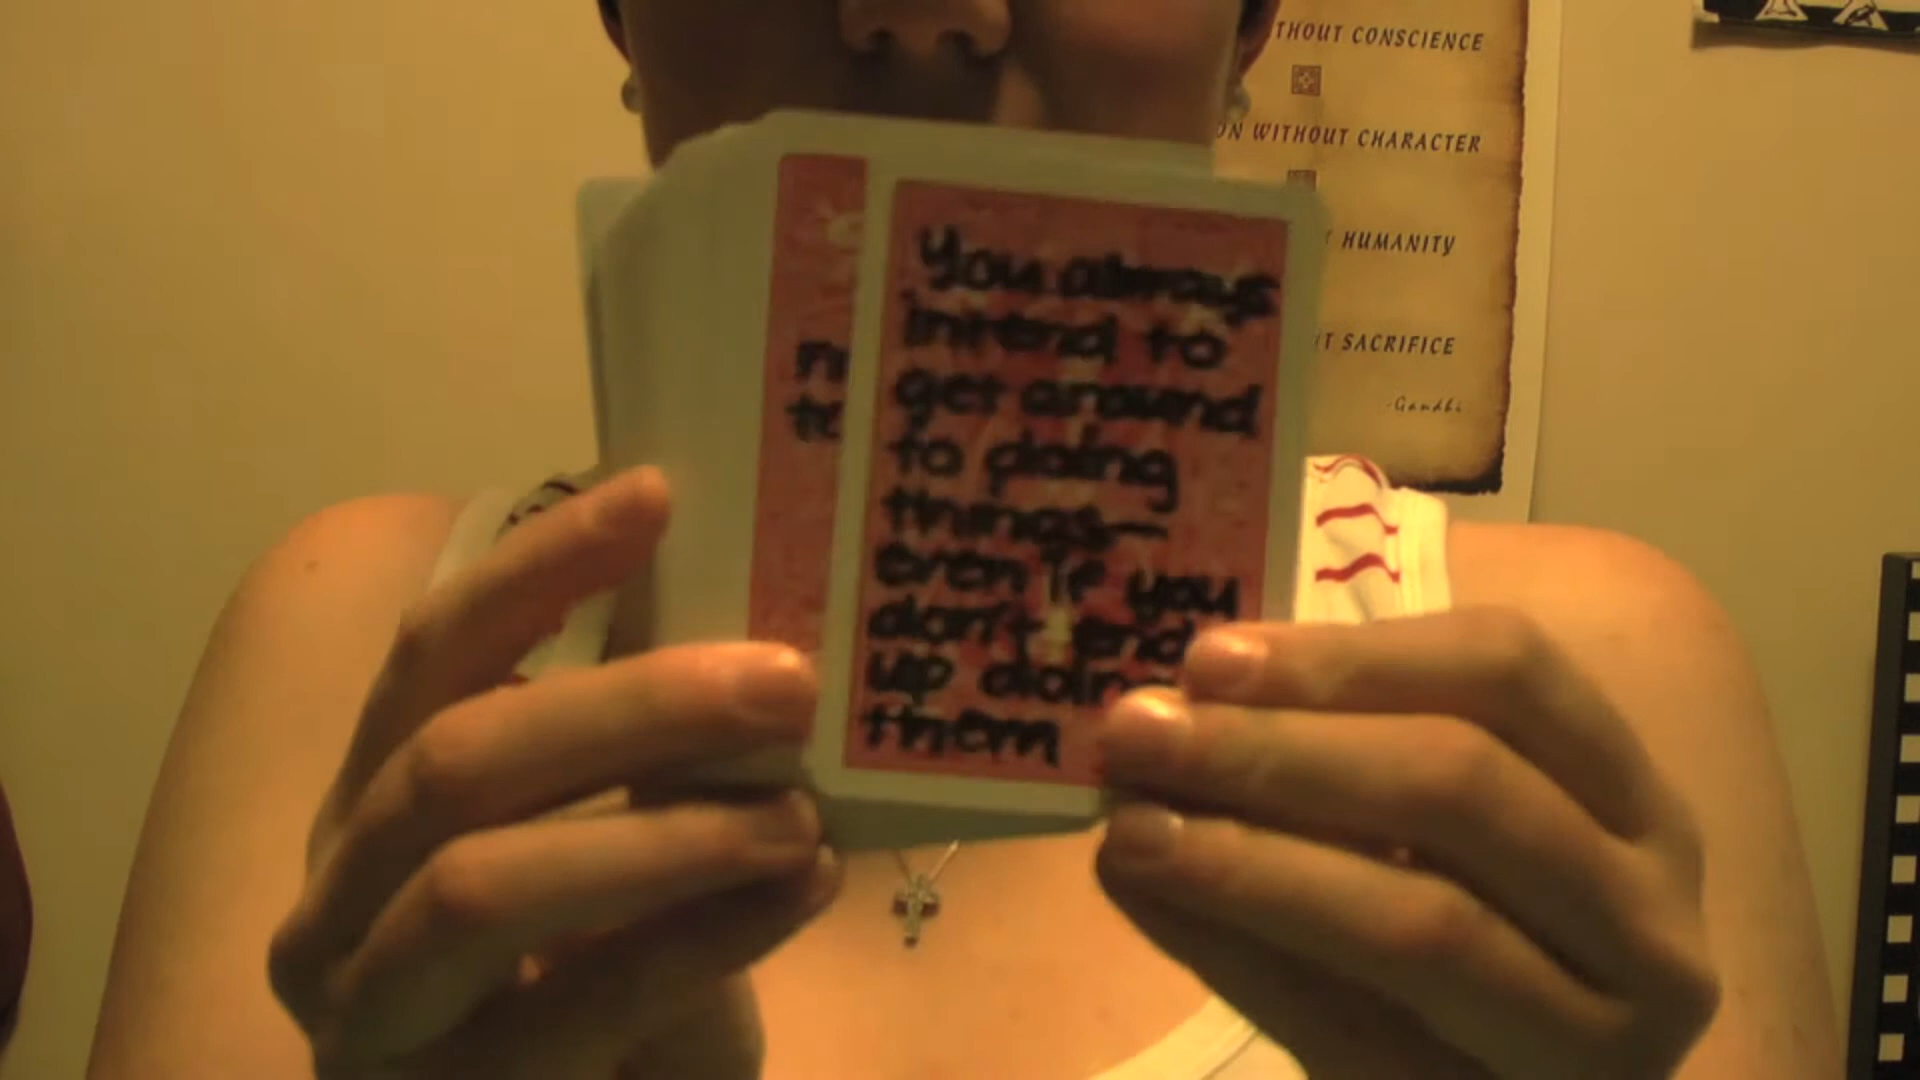 You always
intend to
get around
to doing
things—
even if you
don't end
up doing
them
THOUT CONSCIENCE
ON WITHOUT CHARACTER
HUMANITY
T SACRIFICE
-Gandhi